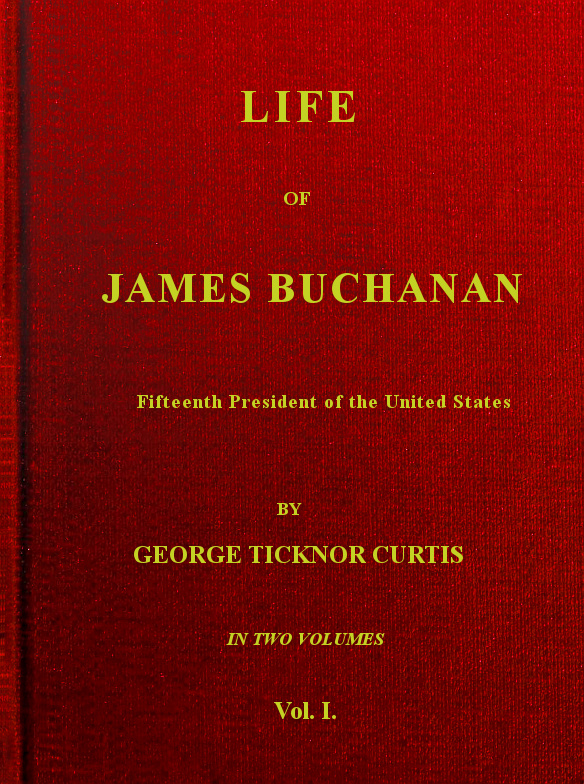 LIFE
OF
JAMES BUCHANAN
Fifteenth President of the United States
BY
GEORGE TICKNOR CURTIS
IN TWO VOLUMES
Vol. I.